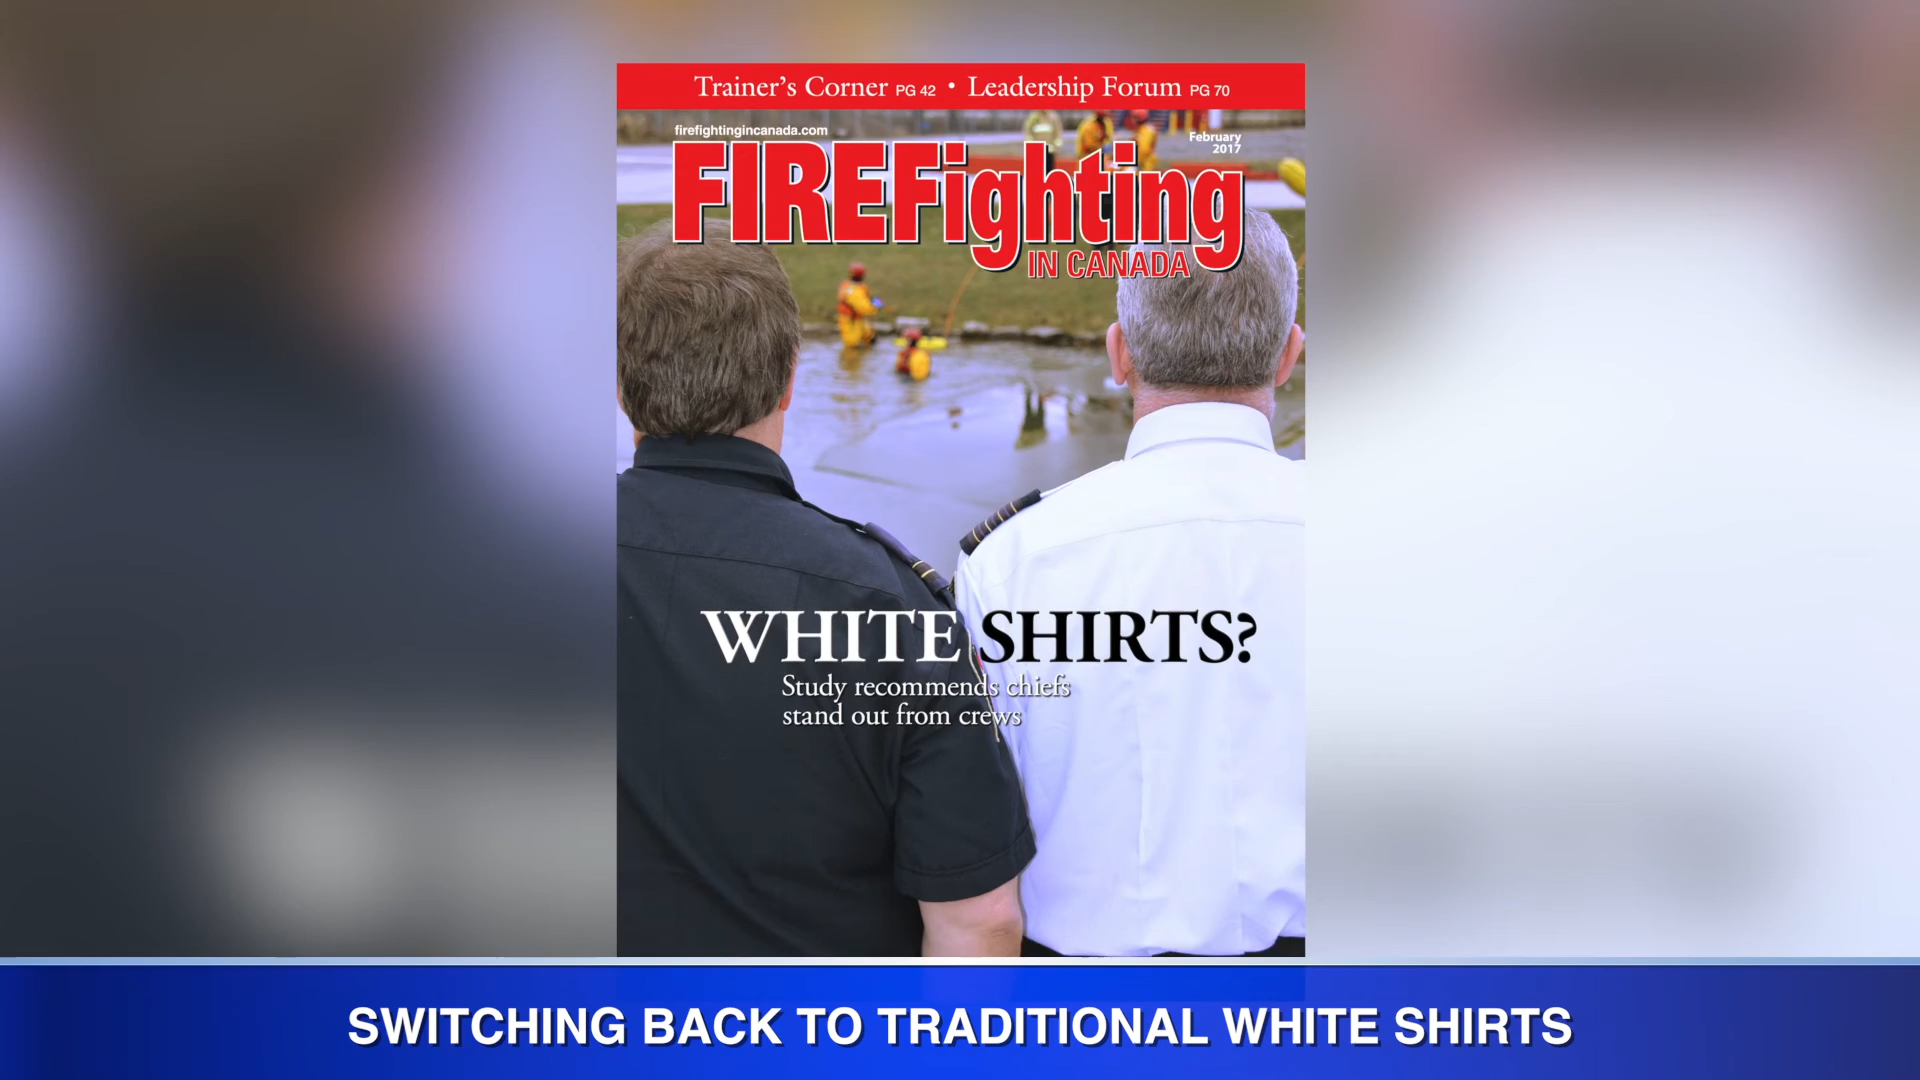 Trainer's Corner PG 42 • Leadership Forum PG 70
firefightingincanada.com
February
2017
FIREFighting
IN CANADA
WHITE SHIRTS?
Study recommends chiefs
stand out from crews
SWITCHING BACK TO TRADITIONAL WHITE SHIRTS